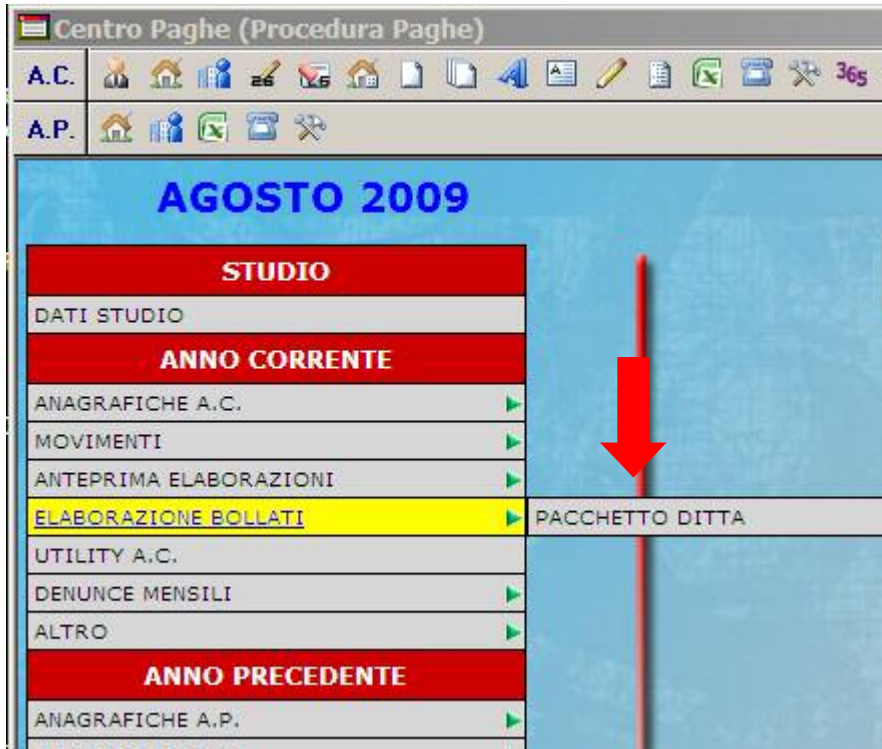 Centro Paghe (Procedura Paghe)
A.C. 365
A.P.
AGOSTO 2009
STUDIO
DATI STUDIO
ANNO CORRENTE
ANAGRAFICHE A.C.
MOVIMENTI
ANTEPRIMA ELABORAZIONI
ELABORAZIONE BOLLATI PACCHETTO DITTA
UTILITY A.C.
DENUNCE MENSILI
ALTRO
ANNO PRECEDENTE
ANAGRAFICHE A.P.